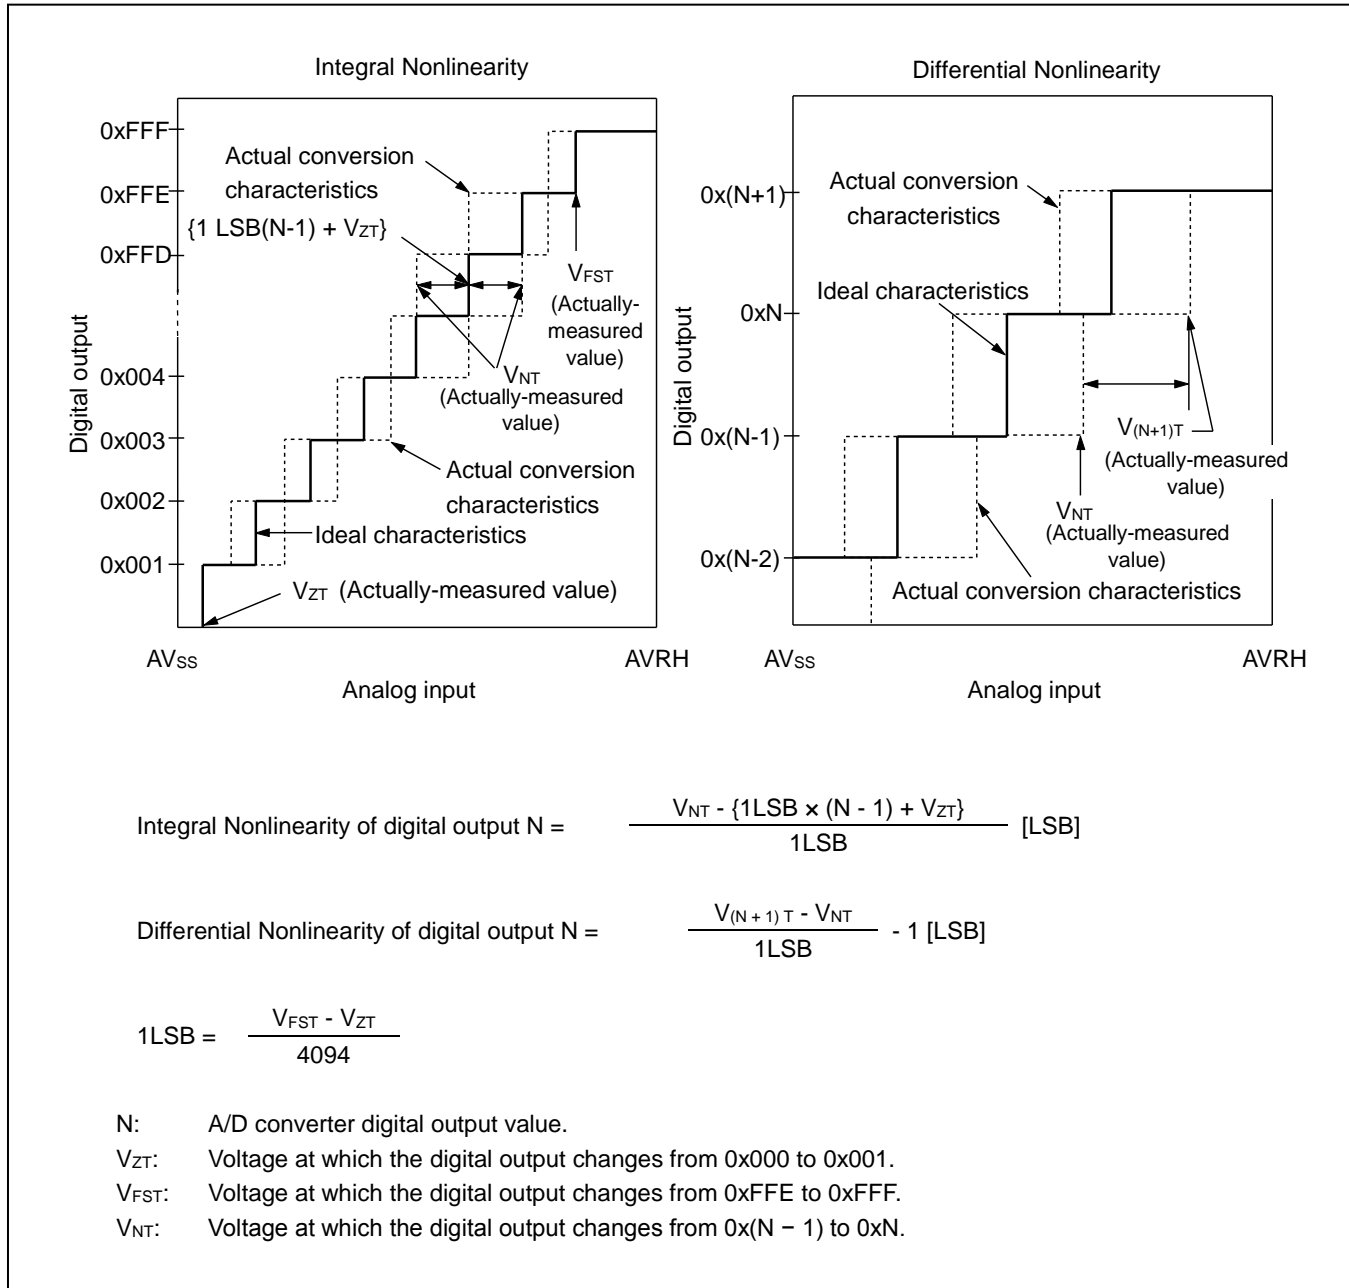 Integral Nonlinearity
0xFFF
0xFFE
0xFFD
0x004
0x003
0x002
0x001
Digital output
Actual conversion
characteristics
{1 LSB(N-1) + VZT}
VFST
(Actually-
measured
value)
VNT
(Actually-measured
value)
Actual conversion
characteristics
Ideal characteristics
VZT (Actually-measured value)
AVSS
AVRH
Analog input
Differential Nonlinearity
0x(N+1)
0xN
0x(N-1)
0x(N-2)
Digital output
Actual conversion
characteristics
Ideal characteristics
V(N+1)T
(Actually-measured
value)
VNT
(Actually-measured
value)
Actual conversion characteristics
AVSS
AVRH
Analog input
Integral Nonlinearity of digital output N = VNT - {1LSB × (N - 1) + VZT} [LSB]
1LSB
Differential Nonlinearity of digital output N = V(N + 1) T - VNT - 1 [LSB]
1LSB
1LSB = VFST - VZT
4094
N: A/D converter digital output value.
VZT: Voltage at which the digital output changes from 0x000 to 0x001.
VFST: Voltage at which the digital output changes from 0xFFE to 0xFFF.
VNT: Voltage at which the digital output changes from 0x(N − 1) to 0xN.